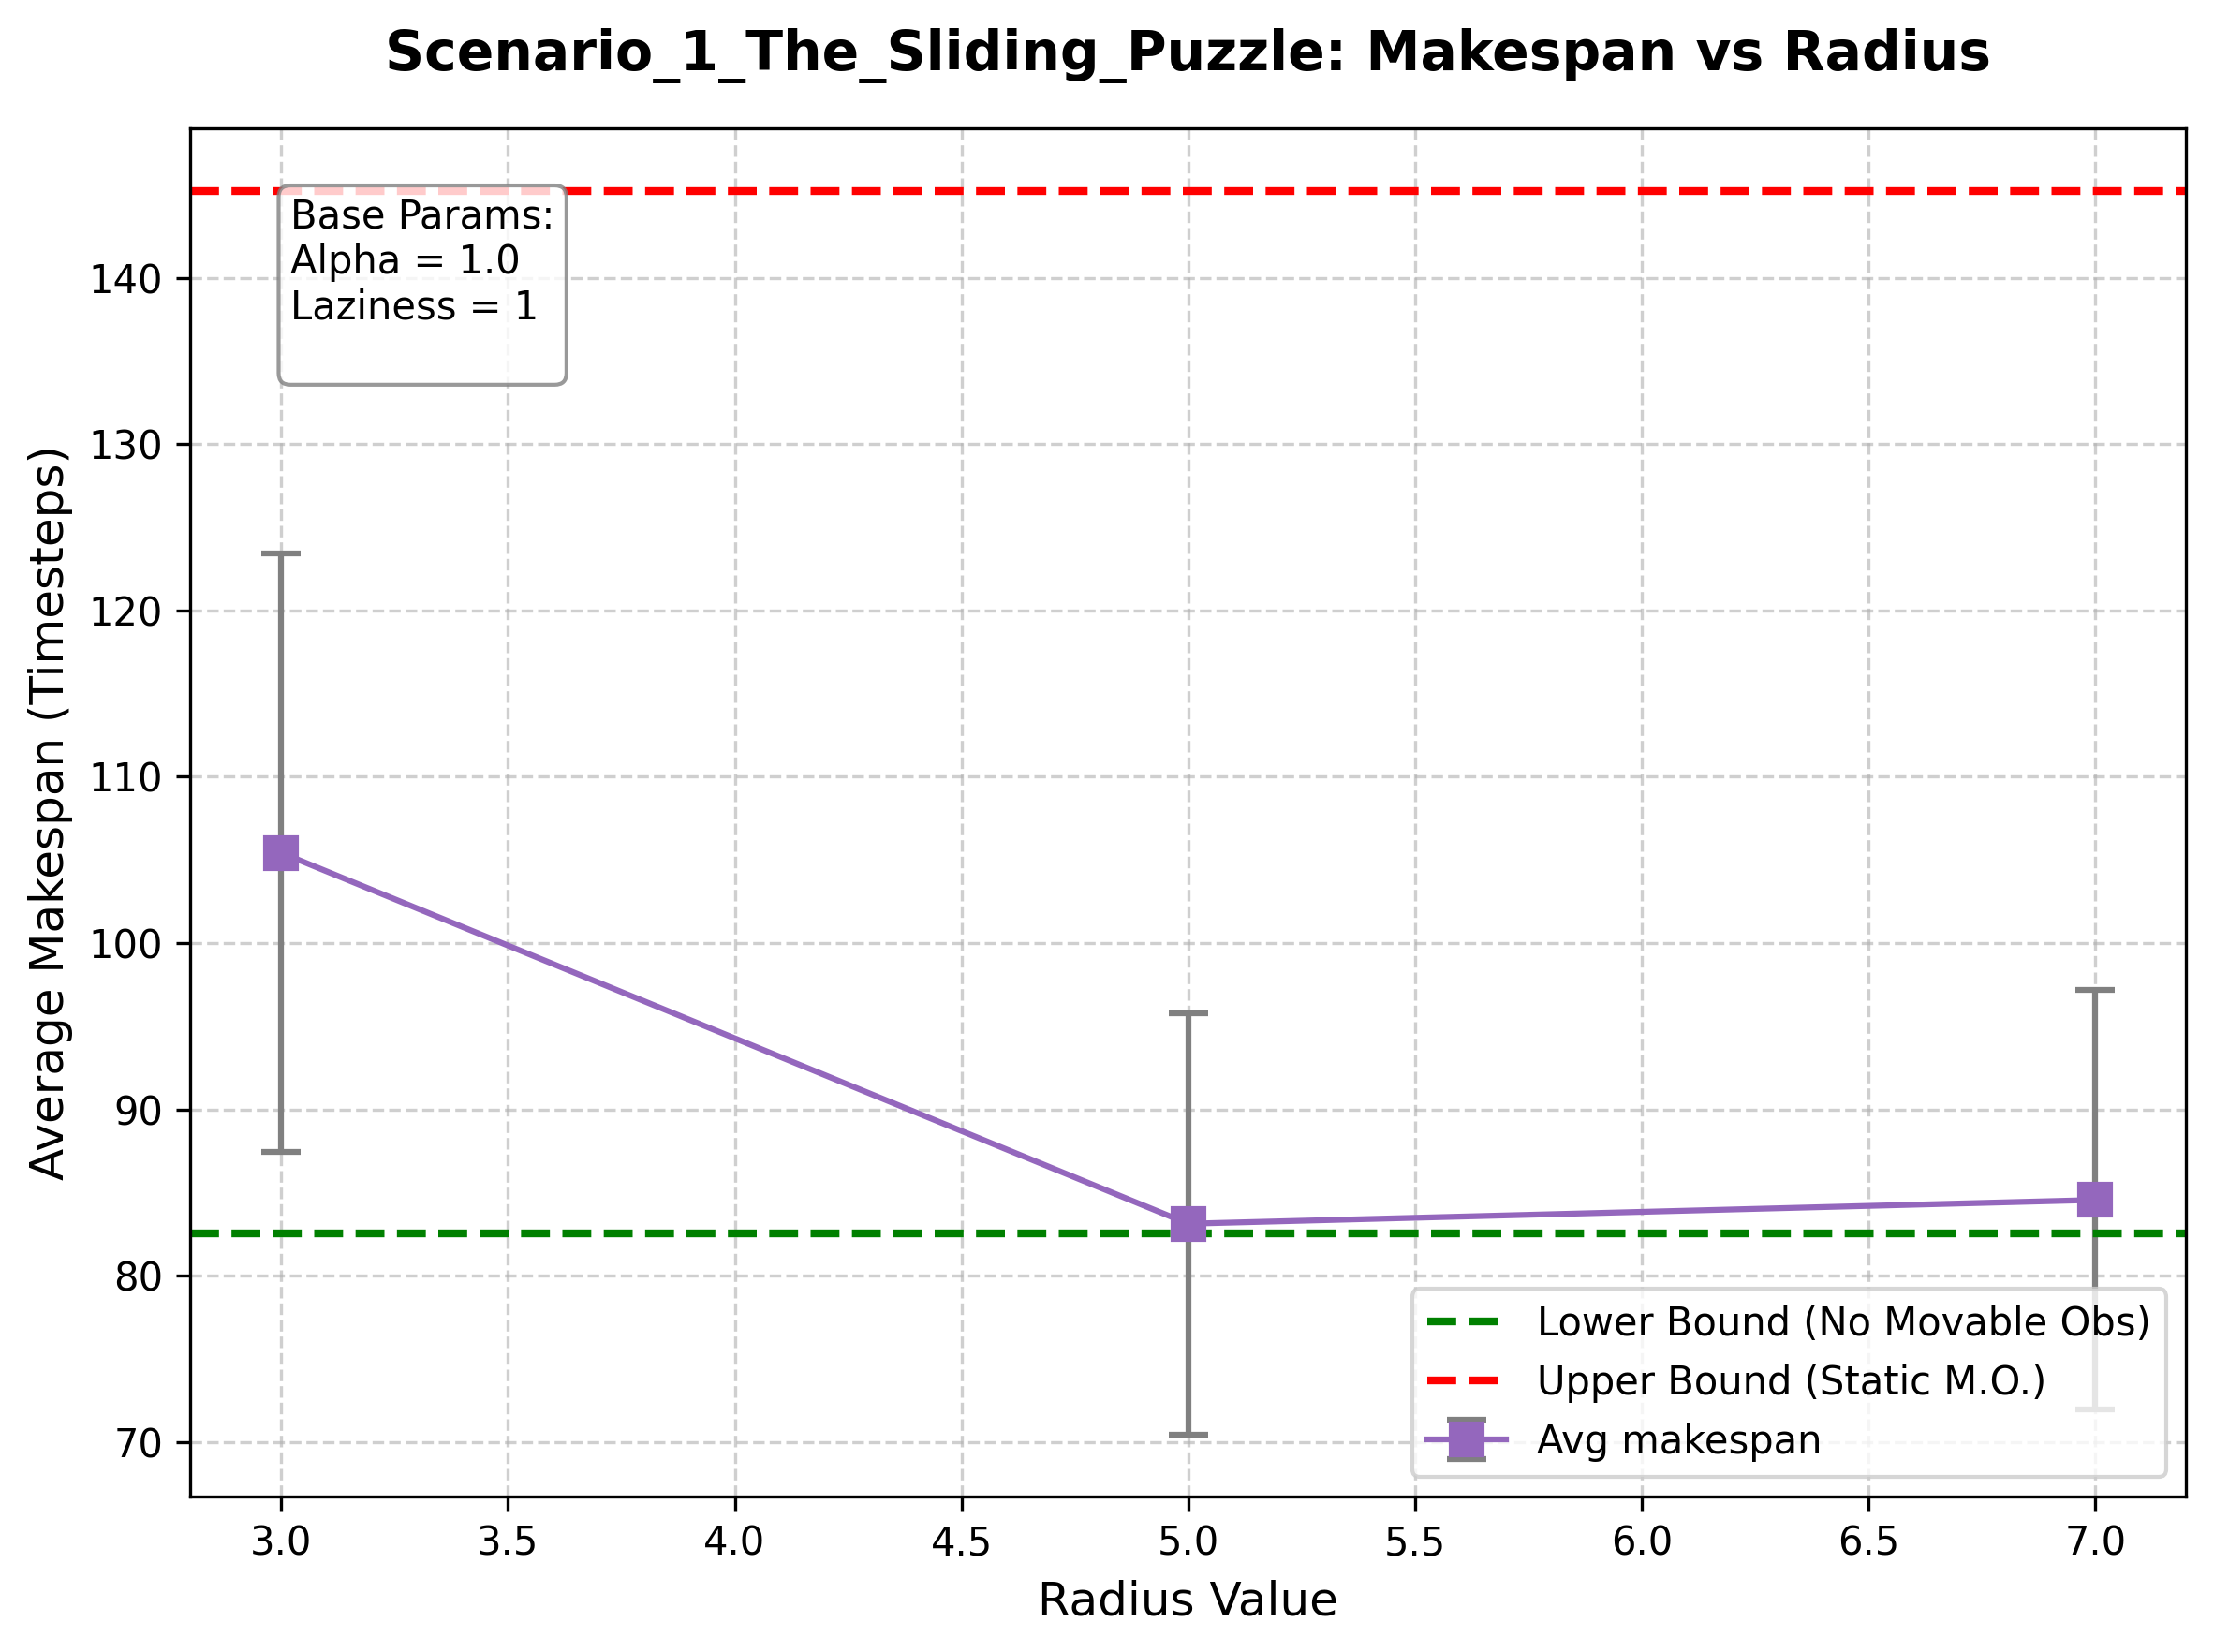 Scenario_1_The_Sliding_Puzzle: Makespan vs Radius
Base Params:
Alpha = 1.0
Laziness = 1
Average Makespan (Timesteps)
140
130
120
110
100
90
80
70
Lower Bound (No Movable Obs)
Upper Bound (Static M.O.)
Avg makespan
3.0 3.5 4.0 4.5 5.0 5.5 6.0 6.5 7.0
Radius Value